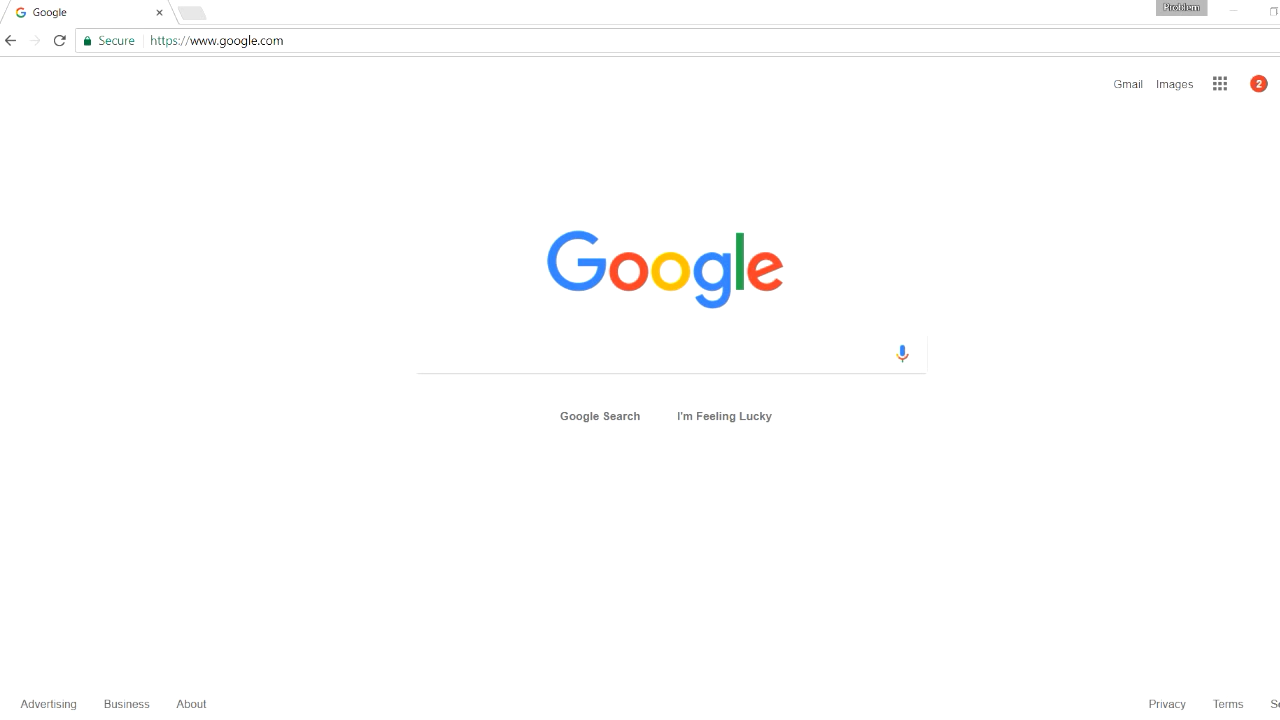 Google
Problem
Secure https://www.google.com
Gmail Images 2
Google
Google Search I'm Feeling Lucky
Advertising Business About Privacy Terms